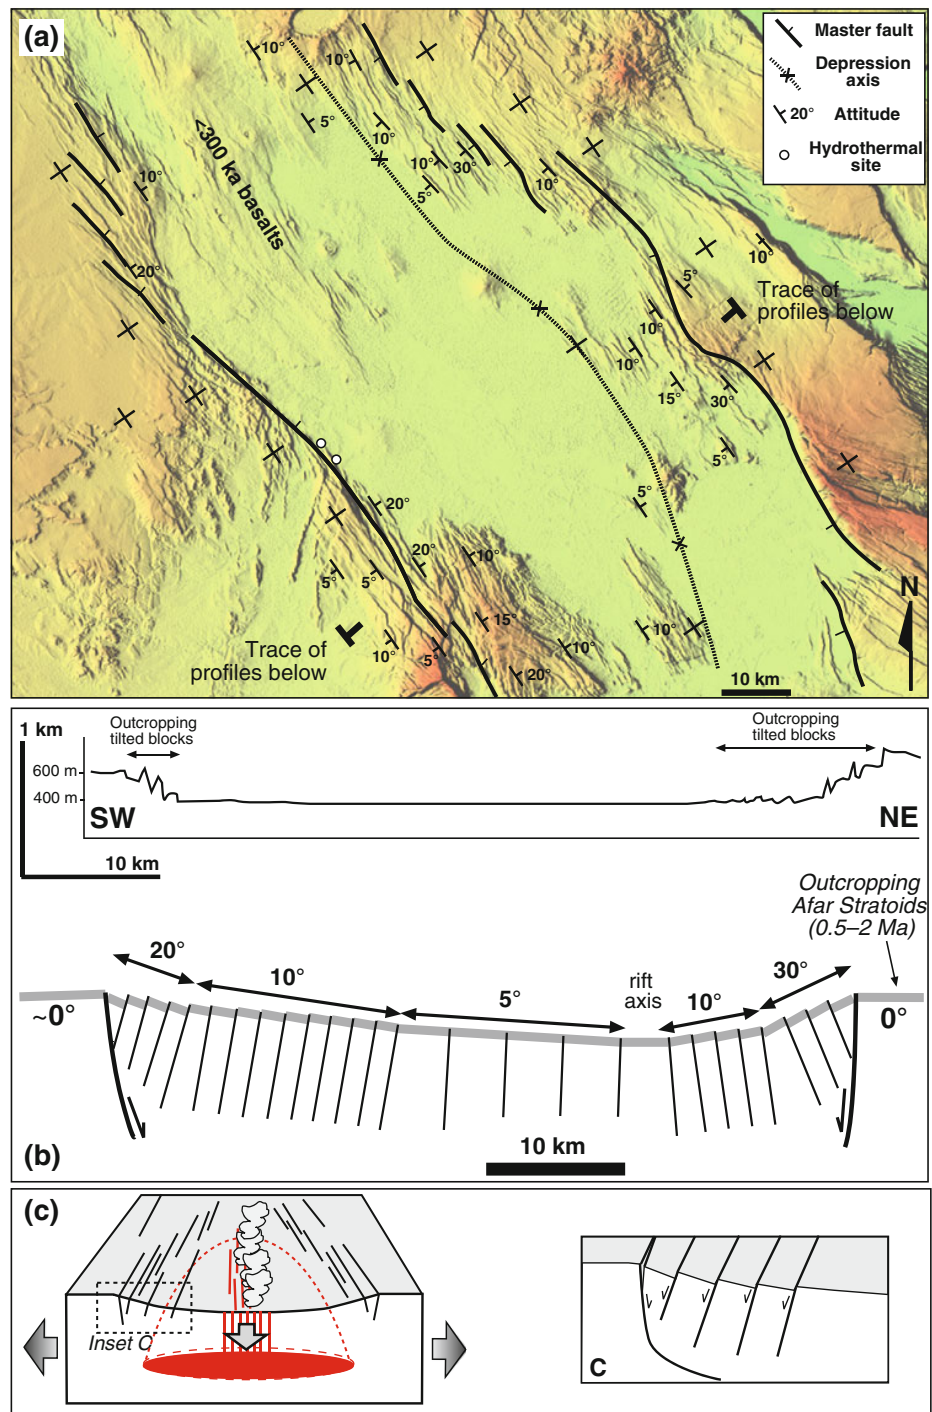 (a)
Master fault
Depression
axis
20° Attitude
Hydrothermal
site
10°
10°
5°
10°
10°
30°
5°
10°
<300 ka basalts
10°
20°
10°
5°
Trace of
profiles below
10°
10°
15°
30°
5°
5°
20°
20°
10°
5°
5°
15°
10°
10°
10°
5°
20°
Trace of
profiles below
N
10 km
1 km
Outcropping
tilted blocks
Outcropping
tilted blocks
600 m
400 m
SW
NE
10 km
Outcropping
Afar Stratoids
(0.5–2 Ma)
20°
10°
5°
rift
axis
10°
30°
~0°
0°
10 km
(b)
(c)
Inset C
C